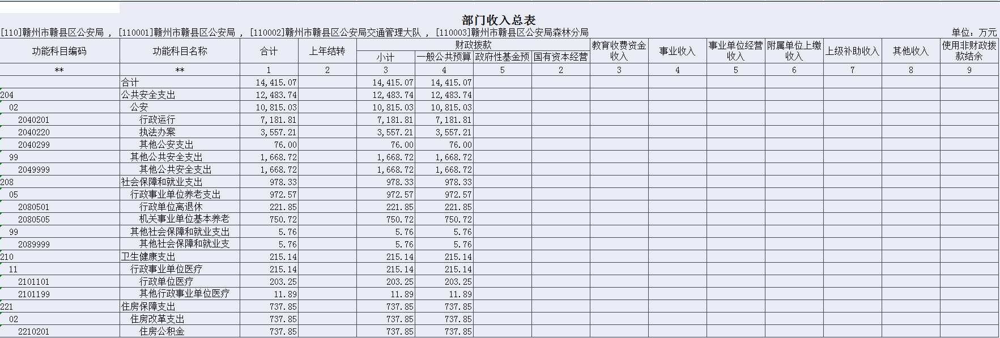 部门收入总表
[110]赣州市赣县区公安局 , [110001]赣州市赣县区公安局 , [110002]赣州市赣县区公安局交通管理大队 , [110003]赣州市赣县区公安局森林分局 单位: 万元
功能科目编码 功能科目名称 合计 上年结转 财政拨款 教育收费资金收入 事业收入 事业单位经营收入 附属单位上缴收入 上级补助收入 其他收入 使用非财政拨款结余
小计 一般公共预算 政府性基金预 国有资本经营
** ** 1 2 3 4 5 2 3 4 5 6 7 8 9
合计 14,415.07 14,415.07 14,415.07
204 公共安全支出 12,483.74 12,483.74 12,483.74
02 公安 10,815.03 10,815.03 10,815.03
2040201 行政运行 7,181.81 7,181.81 7,181.81
2040220 执法办案 3,557.21 3,557.21 3,557.21
2040299 其他公安支出 76.00 76.00 76.00
99 其他公共安全支出 1,668.72 1,668.72 1,668.72
2049999 其他公共安全支出 1,668.72 1,668.72 1,668.72
208 社会保障和就业支出 978.33 978.33 978.33
05 行政事业单位养老支出 972.57 972.57 972.57
2080501 行政单位离退休 221.85 221.85 221.85
2080505 机关事业单位基本养老 750.72 750.72 750.72
99 其他社会保障和就业支出 5.76 5.76 5.76
2089999 其他社会保障和就业支 5.76 5.76 5.76
210 卫生健康支出 215.14 215.14 215.14
11 行政事业单位医疗 215.14 215.14 215.14
2101101 行政单位医疗 203.25 203.25 203.25
2101199 其他行政事业单位医疗 11.89 11.89 11.89
221 住房保障支出 737.85 737.85 737.85
02 住房改革支出 737.85 737.85 737.85
2210201 住房公积金 737.85 737.85 737.85